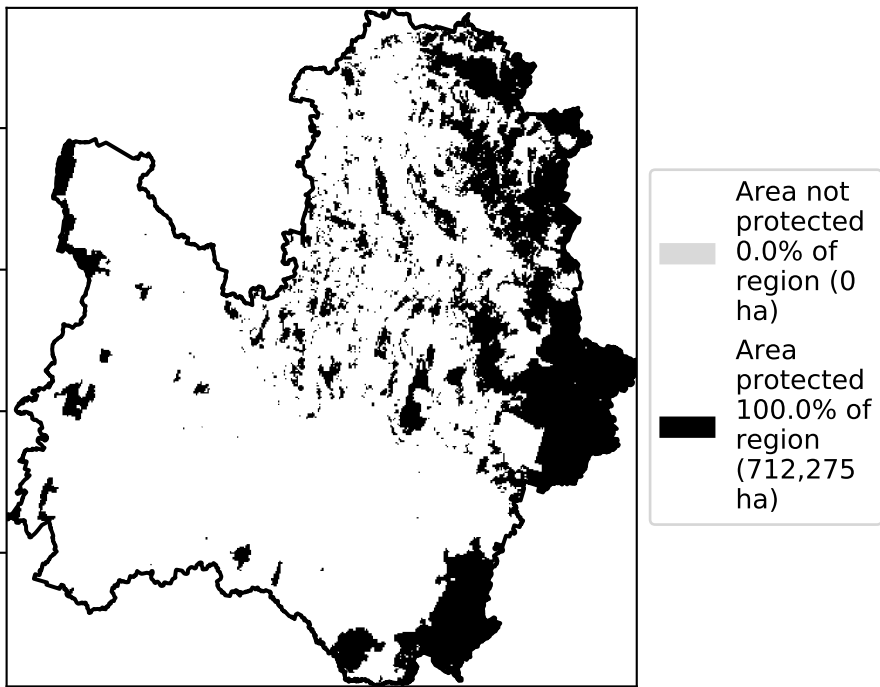 Area not
protected
0.0% of
region (0
ha)
Area
protected
100.0% of
region
(712,275
ha)